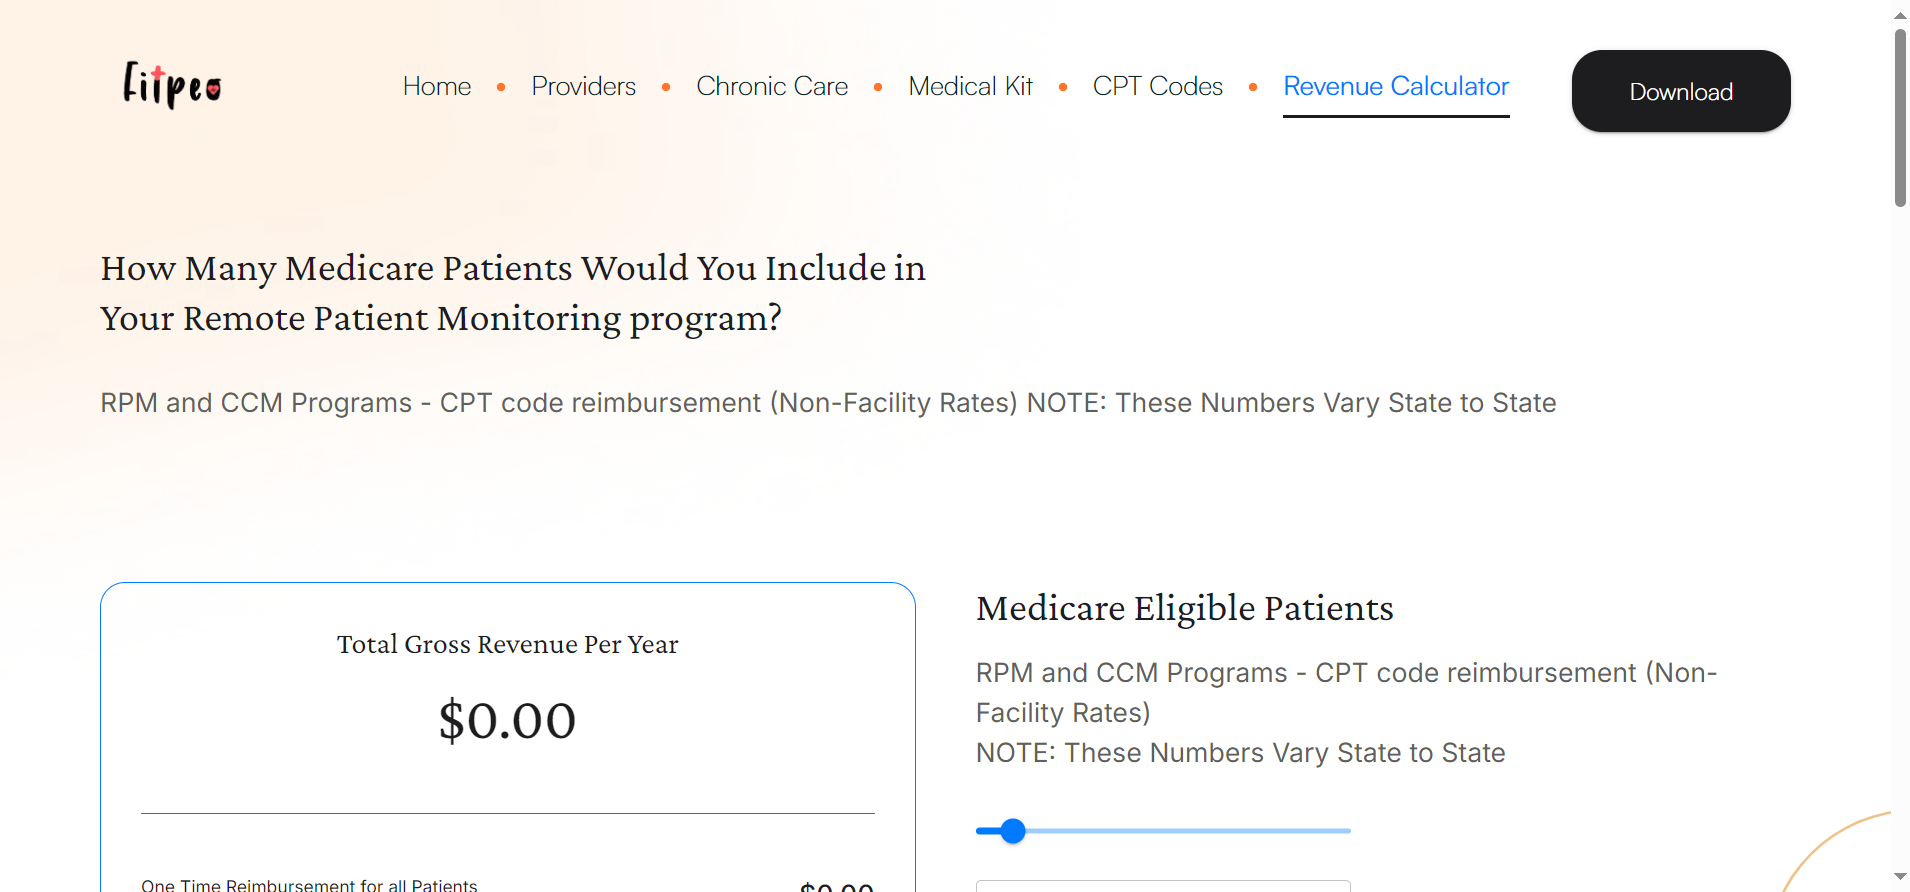 Fitpeo
Home • Providers • Chronic Care • Medical Kit • CPT Codes • Revenue Calculator
Download
How Many Medicare Patients Would You Include in
Your Remote Patient Monitoring program?
RPM and CCM Programs - CPT code reimbursement (Non-Facility Rates) NOTE: These Numbers Vary State to State
Total Gross Revenue Per Year
$0.00
One Time Reimbursement for all Patients
$0.00
Medicare Eligible Patients
RPM and CCM Programs - CPT code reimbursement (Non-
Facility Rates)
NOTE: These Numbers Vary State to State